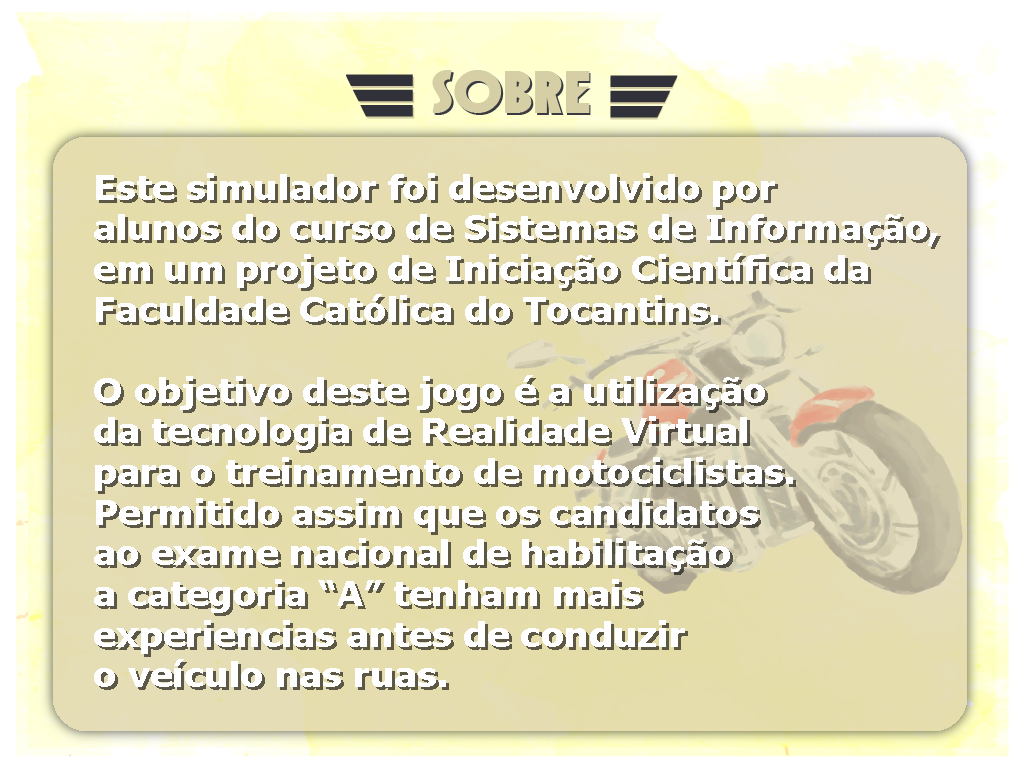 SOBRE
Este simulador foi desenvolvido por
alunos do curso de Sistemas de Informação,
em um projeto de Iniciação Científica da
Faculdade Católica do Tocantins.
O objetivo deste jogo é a utilização
da tecnologia de Realidade Virtual
para o treinamento de motociclistas.
Permitido assim que os candidatos
ao exame nacional de habilitação
a categoria “A” tenham mais
experiencias antes de conduzir
o veículo nas ruas.